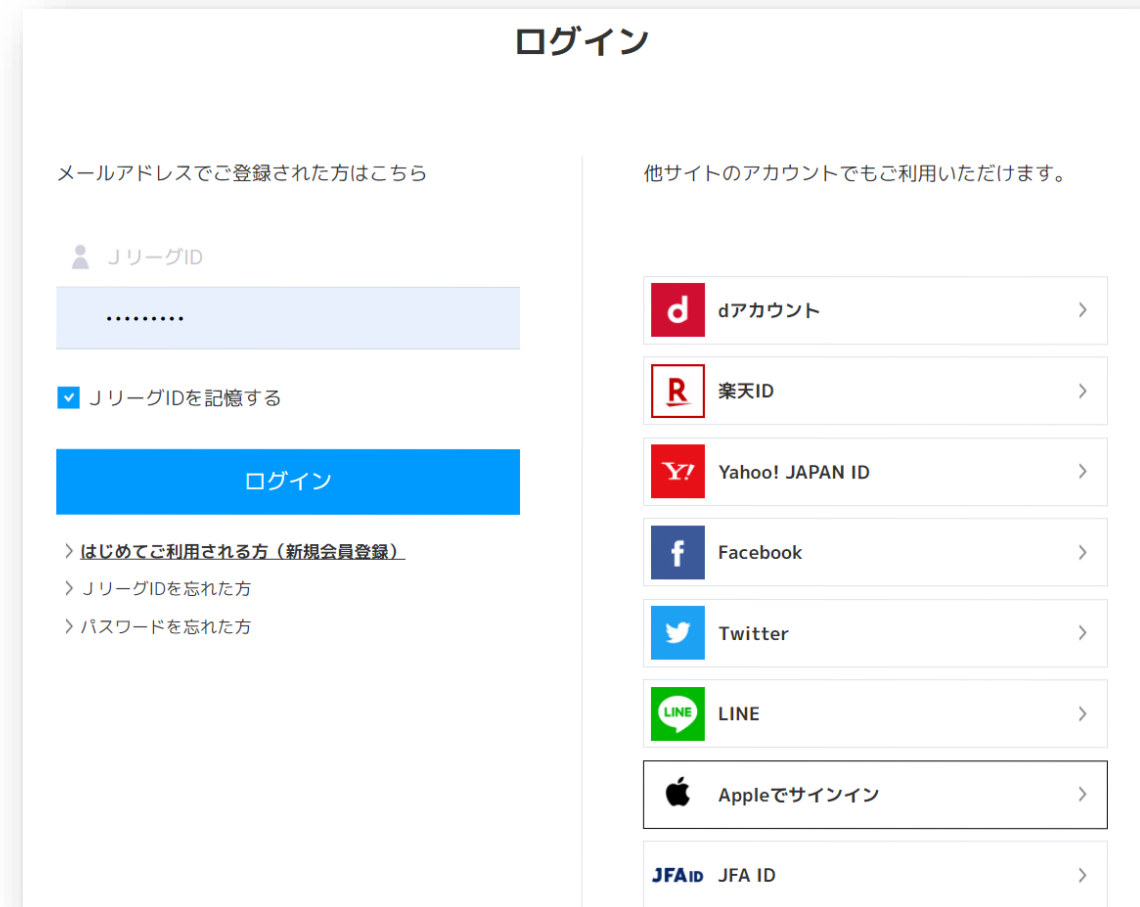 ログイン
メールアドレスでご登録された方はこちら
ＪリーグID
•••••••••
ＪリーグIDを記憶する
ログイン
はじめてご利用される方（新規会員登録）
ＪリーグIDを忘れた方
パスワードを忘れた方
他サイトのアカウントでもご利用いただけます。
d dアカウント
R 楽天ID
Y! Yahoo! JAPAN ID
f Facebook
Twitter
LINE LINE
Appleでサインイン
JFAID JFA ID